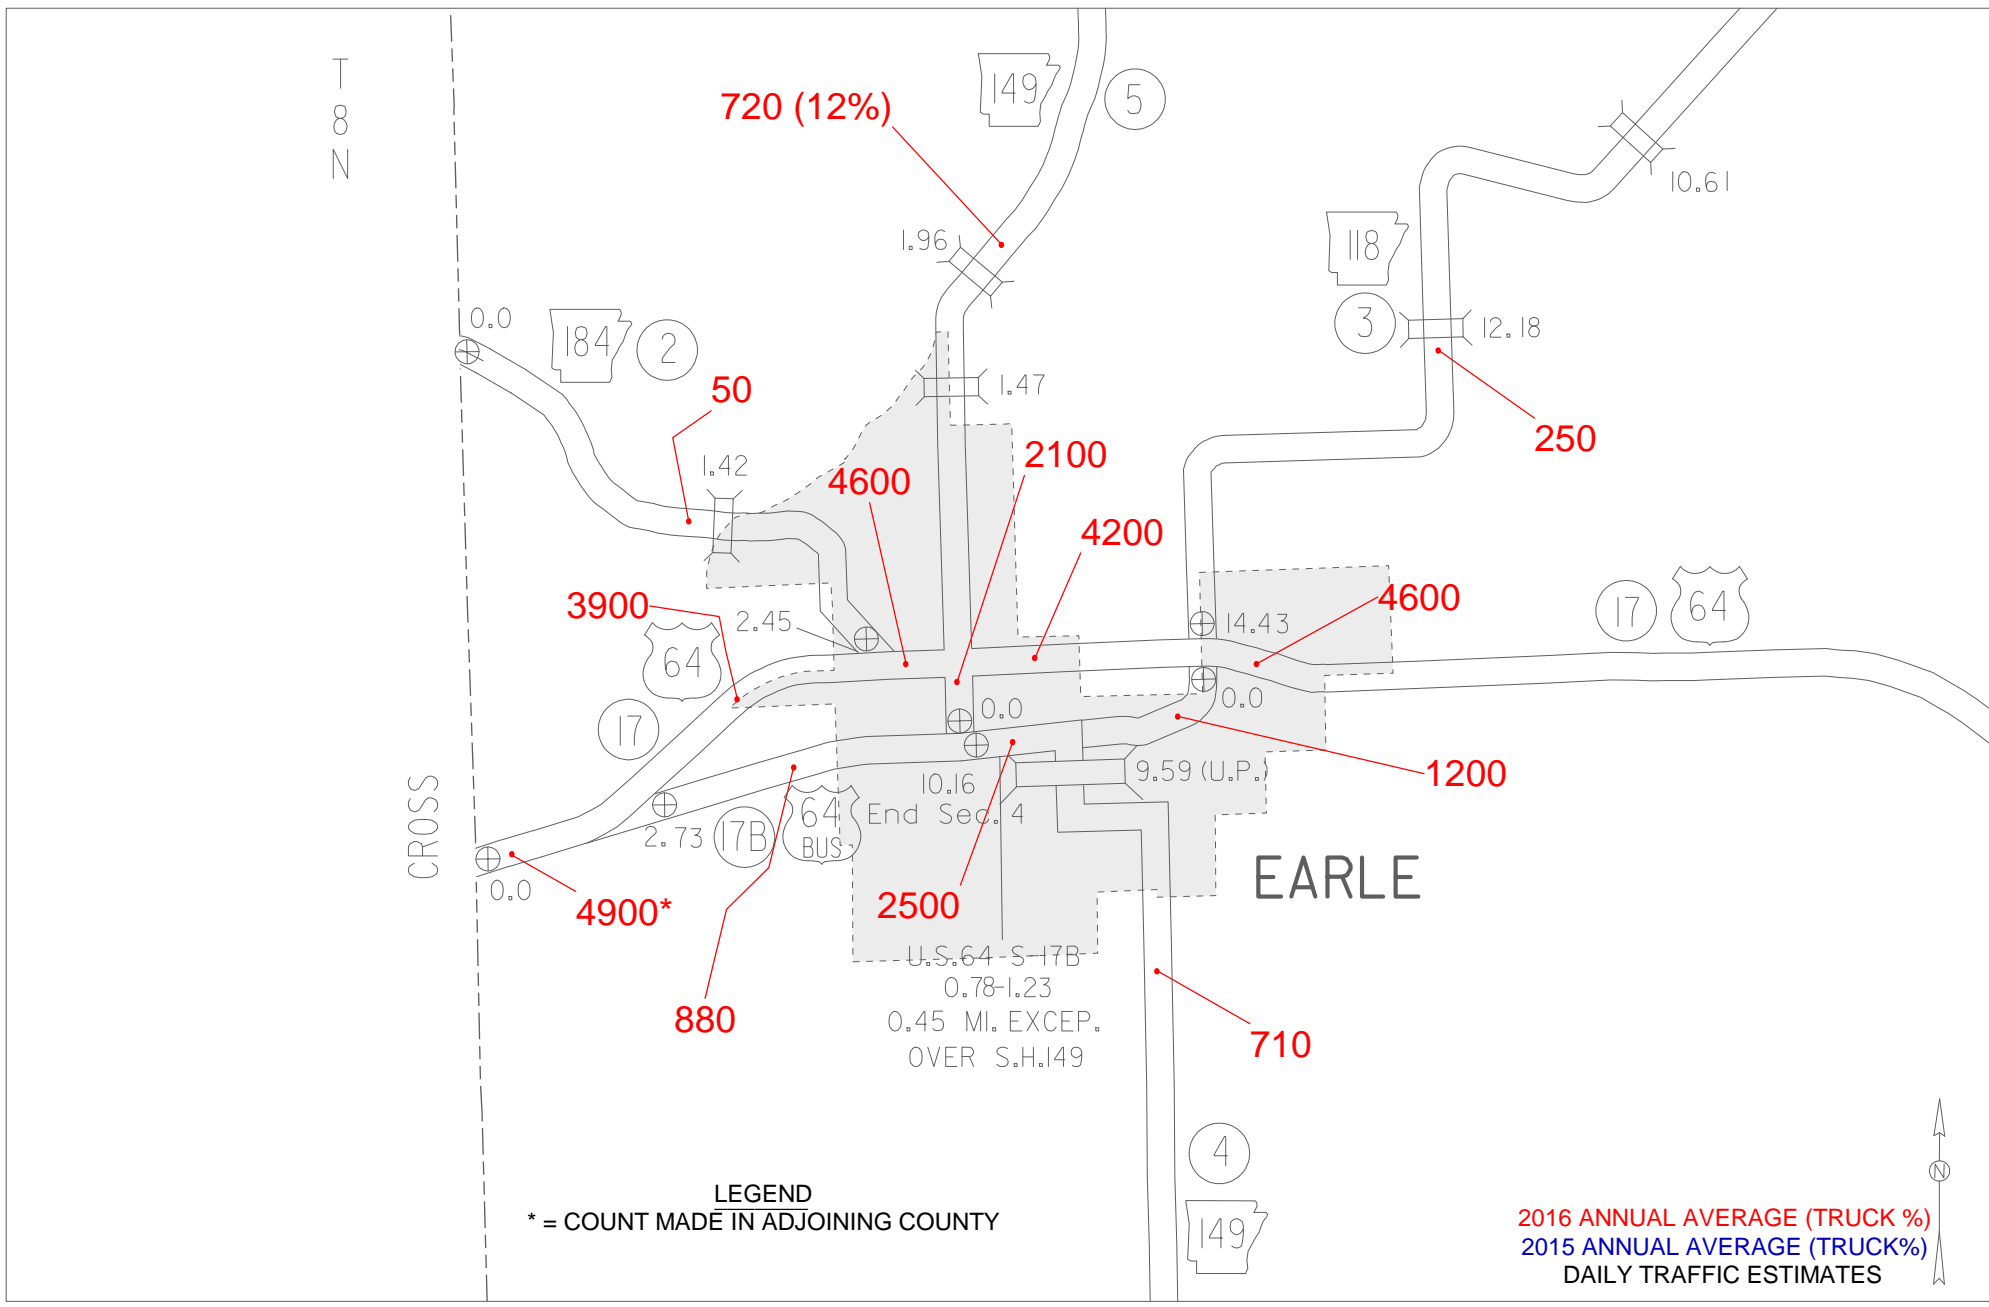 T
8
N
149
5
720 (12%)
10.61
1.96
118
3
12.18
0.0
184
2
50
1.47
250
1.42
2100
4600
4200
3900
2.45
14.43
4600
17
64
64
0.0
0.0
17
10.16
9.59 (U.P.)
1200
End Sec. 4
64
BUS
17B
2.73
CROSS
0.0
4900*
2500
EARLE
U.S.64 S-17B
0.78-1.23
0.45 MI. EXCEP.
OVER S.H.149
880
710
4
149
LEGEND
* = COUNT MADE IN ADJOINING COUNTY
N
2016 ANNUAL AVERAGE (TRUCK %)
2015 ANNUAL AVERAGE (TRUCK%)
DAILY TRAFFIC ESTIMATES